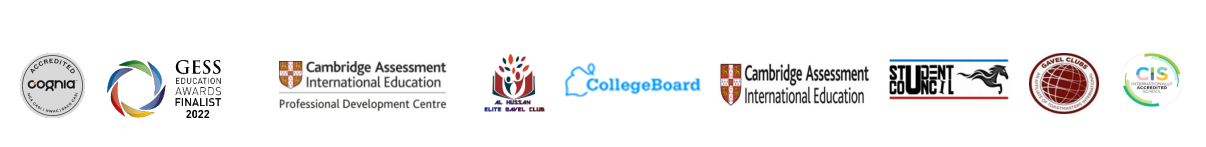 ACCREDITED
cognia
GESS
EDUCATION
AWARDS
FINALIST
2022
Cambridge Assessment
International Education
Professional Development Centre
AL HUSSAN
ELITE GAVEL CLUB
CollegeBoard
Cambridge Assessment
International Education
STUDENT
COUNCIL
GAVEL CLUBS
CIS
INTERNATIONALLY
ACCREDITED
SCHOOL